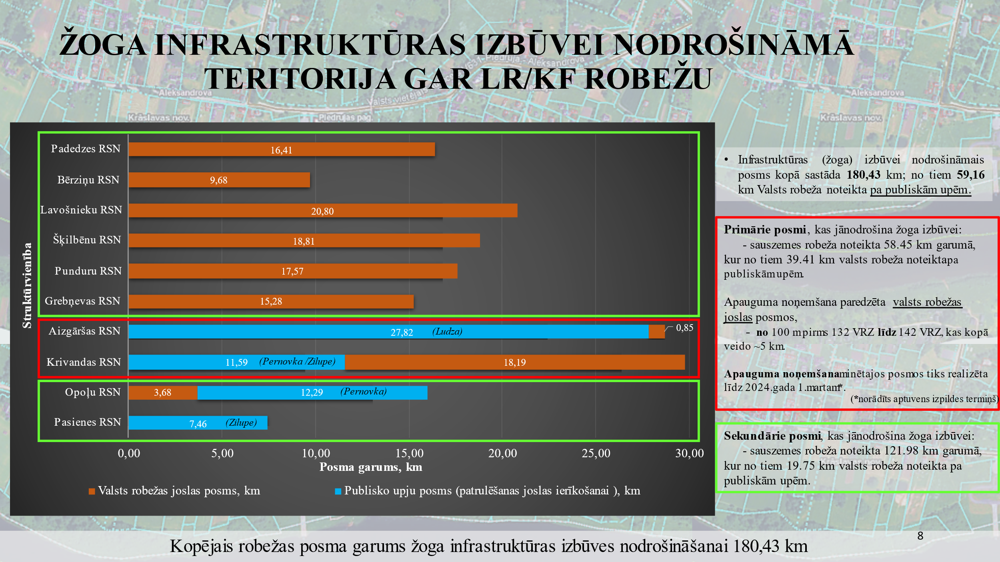 ŽOGA INFRASTRUKTŪRAS IZBŪVEI NODROŠINĀMĀ
TERITORIJA GAR LR/KF ROBEŽU
Aleksandrova
Krāslavas nov.
Piedrujas pag.
Valsts vietējais
Piedruja - Aleksandrova
Aleksandrova
Krāslavas nov.
Struktūrvienība
Padedzes RSN
16,41
Bērziņu RSN
9,68
Lavošnieku RSN
20,80
Šķilbēnu RSN
18,81
Punduru RSN
17,57
Grebņevas RSN
15,28
Aizgāršas RSN
27,82 (Ludza)
0,85
Krivandas RSN
11,59 (Pernovka /Zilupe)
18,19
Opoļu RSN
3,68
12,29 (Pernovka)
Pasienes RSN
7,46 (Zilupe)
0,00 5,00 10,00 15,00 20,00 25,00 30,00
Posma garums, km
Valsts robežas joslas posms, km
Publisko upju posms (patrulēšanas joslas ierīkošanai ), km
• Infrastruktūras (žoga) izbūvei nodrošināmais
posms kopā sastāda 180,43 km; no tiem 59,16
km Valsts robeža noteikta pa publiskām upēm.
Primārie posmi, kas jānodrošina žoga izbūvei:
- sauszemes robeža noteikta 58.45 km garumā,
kur no tiem 39.41 km valsts robeža noteiktapa
publiskām upēm.
Apauguma noņemšana paredzēta valsts robežas
joslas posmos,
- no 100 m pirms 132 VRZ līdz 142 VRZ, kas kopā
veido ~5 km.
Apauguma noņemšana minētajos posmos tiks realizēta
līdz 2024.gada 1.martam*.
(*norādīts aptuvens izpildes termiņš)
Sekundārie posmi, kas jānodrošina žoga izbūvei:
- sauszemes robeža noteikta 121.98 km garumā,
kur no tiem 19.75 km valsts robeža noteikta pa
publiskām upēm.
Krāslavas nov.
Kopējais robežas posma garums žoga infrastruktūras izbūves nodrošināšanai 180,43 km
8